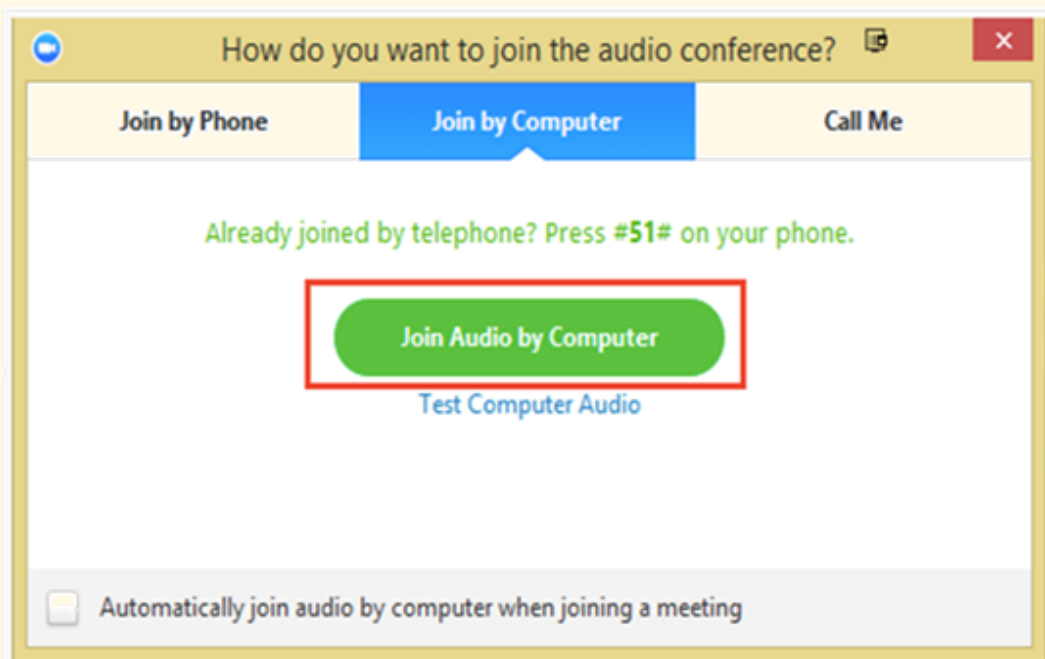 How do you want to join the audio conference?
Join by Phone Join by Computer Call Me
Already joined by telephone? Press #51# on your phone.
Join Audio by Computer
Test Computer Audio
Automatically join audio by computer when joining a meeting